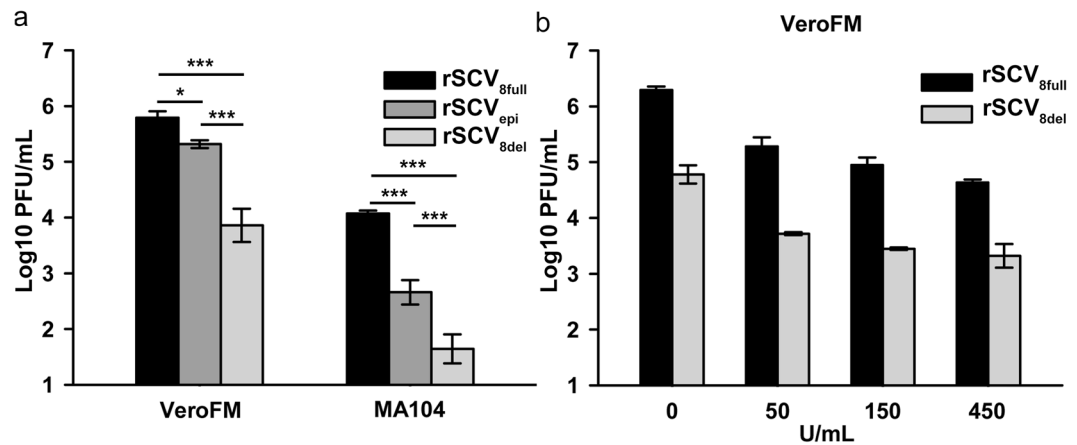 a
7
6
5
4
3
2
1
Log10 PFU/mL
***
*
***
***
***
***
rSCV8full
rSCVepi
rSCV8del
VeroFM MA104
b
VeroFM
7
6
5
4
3
2
1
Log10 PFU/mL
rSCV8full
rSCV8del
0 50 150 450
U/mL